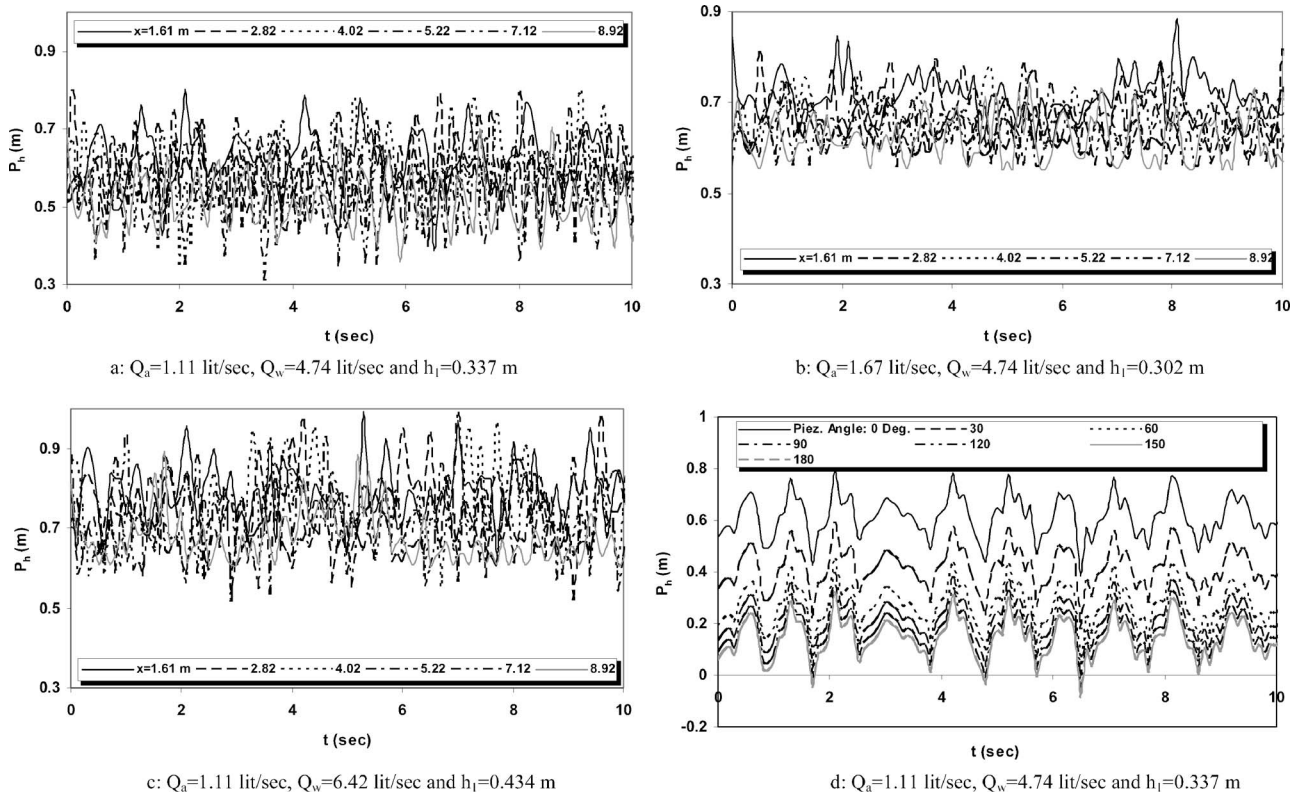 0.9
x=1.61 m 2.82 4.02 5.22 7.12 8.92
0.7
P_h (m)
0.5
0.3
0 2 4 6 8 10
t (sec)
a: Q_a=1.11 lit/sec, Q_w=4.74 lit/sec and h_1=0.337 m
0.9
0.7
P_h (m)
0.5
x=1.61 m 2.82 4.02 5.22 7.12 8.92
0.3
0 2 4 6 8 10
t (sec)
b: Q_a=1.67 lit/sec, Q_w=4.74 lit/sec and h_1=0.302 m
0.9
P_h (m)
0.7
0.5
x=1.61 m 2.82 4.02 5.22 7.12 8.92
0.3
0 2 4 6 8 10
t (sec)
c: Q_a=1.11 lit/sec, Q_w=6.42 lit/sec and h_1=0.434 m
1
Piez. Angle: 0 Deg. 30 60
90 120 150
180
0.8
0.6
P_h (m)
0.4
0.2
0
0 2 4 6 8 10
-0.2
t (sec)
d: Q_a=1.11 lit/sec, Q_w=4.74 lit/sec and h_1=0.337 m